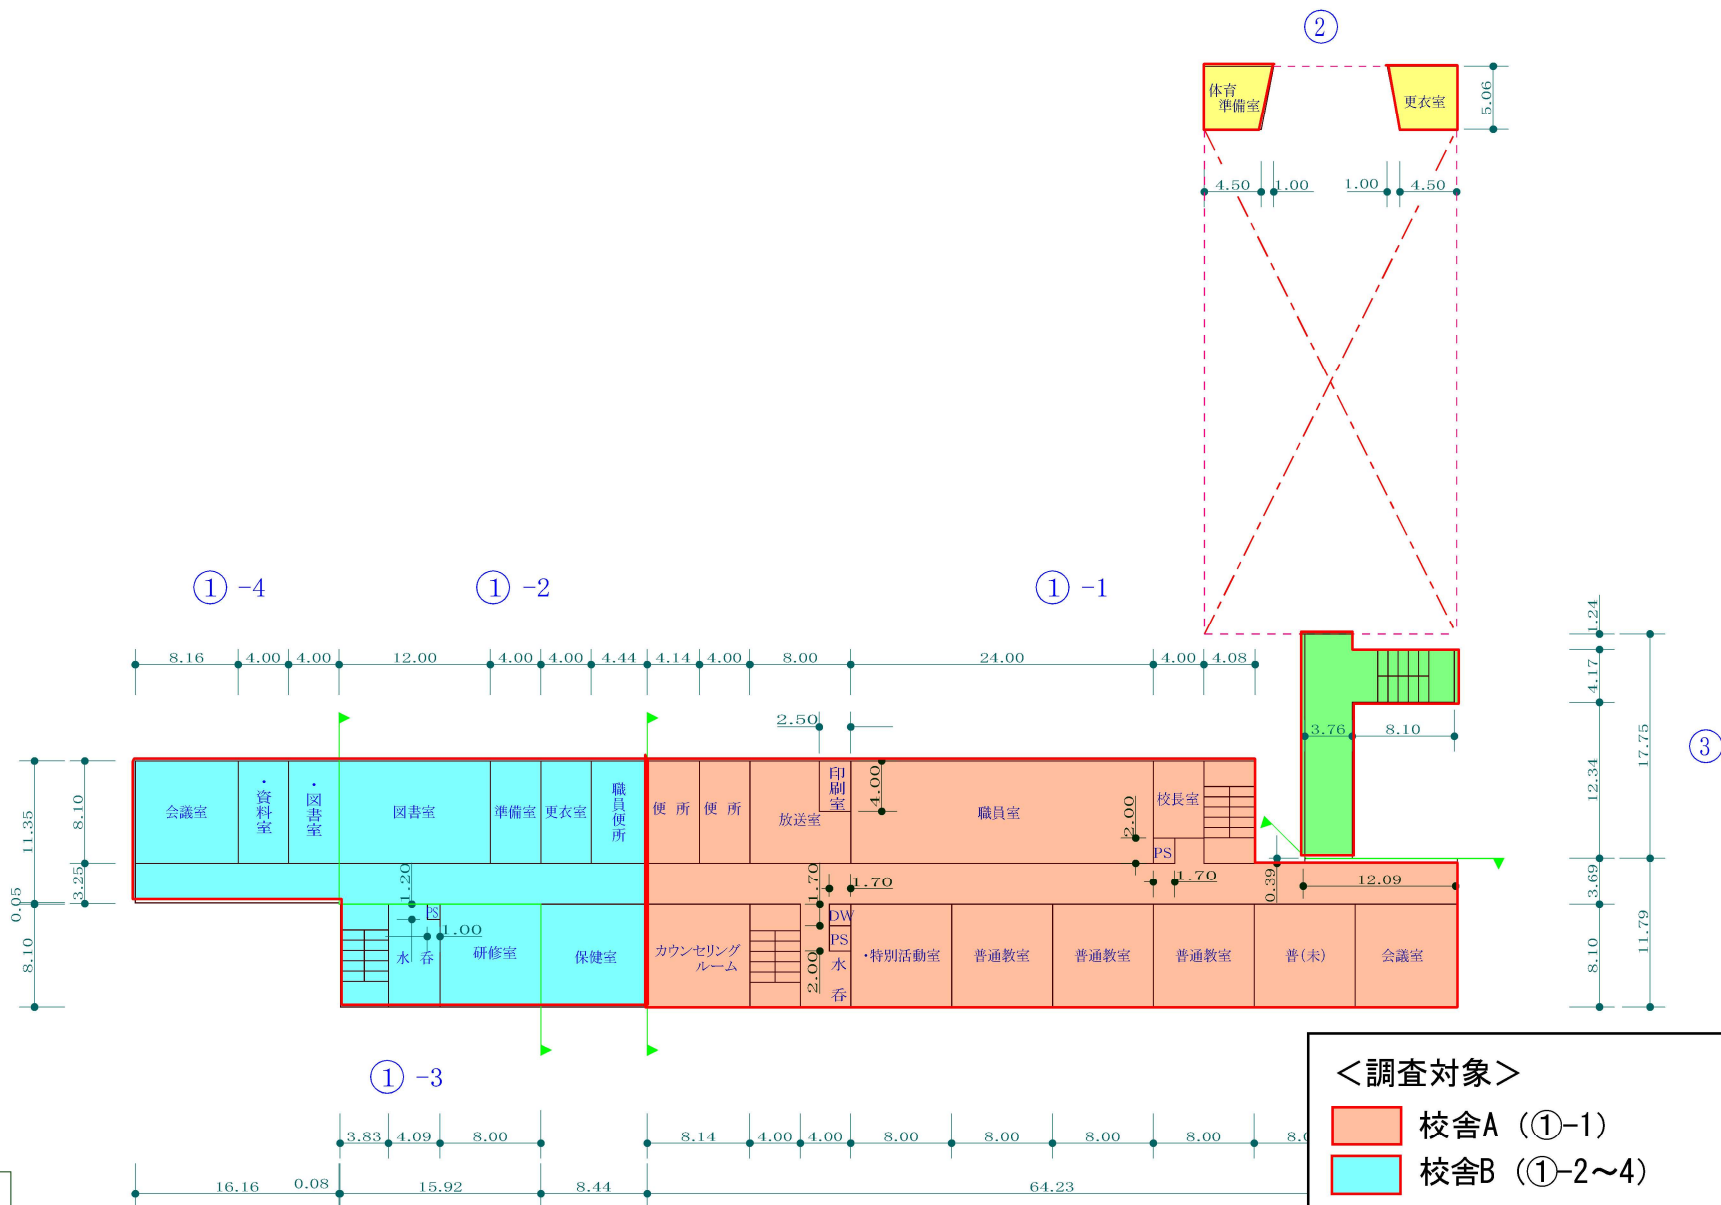 ②
体育
準備室
更衣室
5.06
4.50
1.00
1.00
4.50
①-4
①-2
①-1
1.24
8.16
4.00
4.00
12.00
4.00
4.00
4.44
4.14
4.00
8.00
24.00
4.00
4.08
4.17
2.50
3.76
8.10
17.75
③
12.34
11.35
8.10
会議室
・資料室
・図書室
図書室
準備室
更衣室
職員便所
便 所
便 所
放送室
印刷室
4.00
職員室
校長室
2.00
PS
1.70
0.39
12.09
3.69
0.05
3.25
1.20
1.70
1.70
8.10
PS
1.00
水 呑
研修室
保健室
カウンセリング
ルーム
DW
PS
2.00
水
呑
・特別活動室
普通教室
普通教室
普通教室
普(未)
会議室
8.10
11.79
①-3
3.83
4.09
8.00
8.14
4.00
4.00
8.00
8.00
8.00
8.00
16.16
0.08
15.92
8.44
64.23
＜調査対象＞
校舎A（①-1）
校舎B（①-2～4）